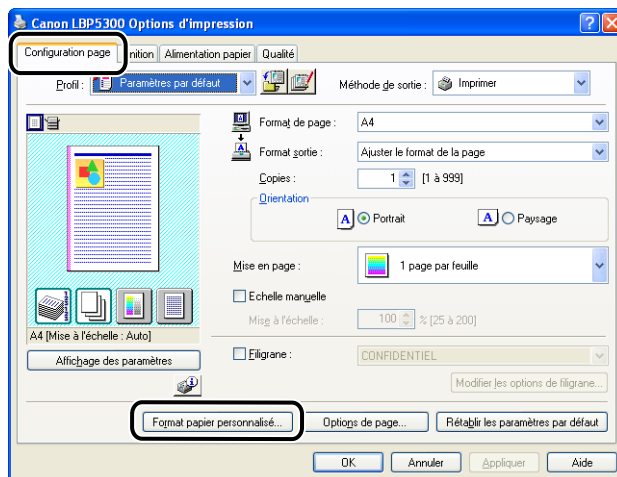 Canon LBP5300 Options d'impression
Configuration page
nition
Alimentation papier
Qualité
Profil :
Paramètres par défaut
Méthode de sortie :
Imprimer
Format de page :
A4
Format sortie :
Ajuster le format de la page
Copies :
1
[1 à 999]
Orientation
A
Portrait
A
Paysage
Mise en page :
1 page par feuille
Echelle manuelle
Mise à l'échelle :
100
% [25 à 200]
A4 [Mise à l'échelle : Auto]
Affichage des paramètres
Filigrane :
CONFIDENTIEL
Modifier les options de filigrane...
Format papier personnalisé...
Options de page...
Rétablir les paramètres par défaut
OK
Annuler
Appliquer
Aide